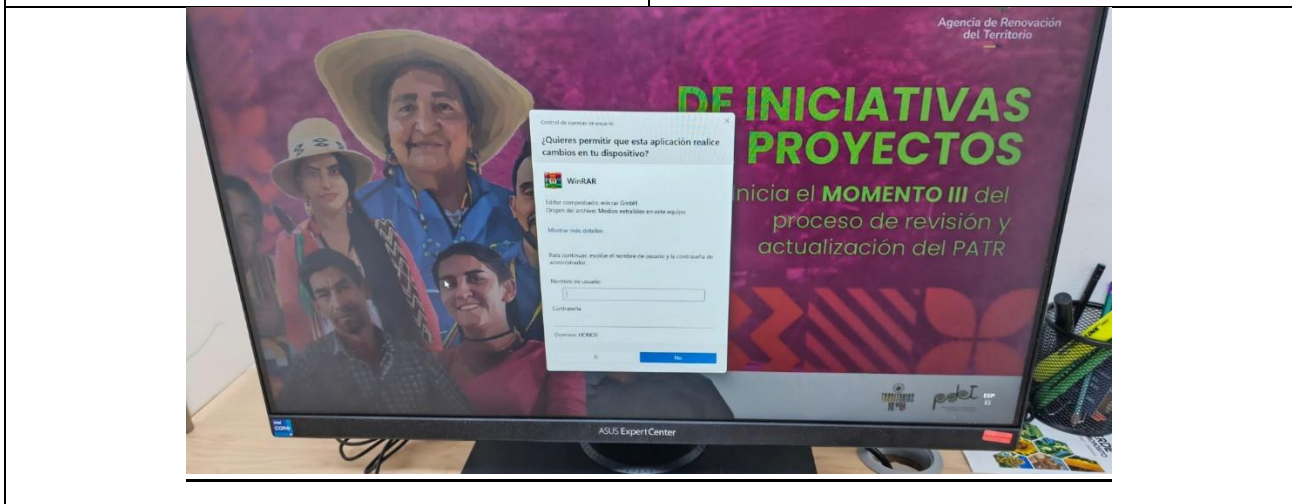 Agencia de Renovación
del Territorio
DE INICIATIVAS
PROYECTOS
Inicia el MOMENTO III del
proceso de revisión y
actualización del PATR
Control de cuentas de usuario
¿Quieres permitir que esta aplicación realice
cambios en tu dispositivo?
WinRAR
Editor comprobado: win.rar GmbH
Origen del archivo: Medios extraíbles en este equipo
Mostrar más detalles
Para continuar, escribe el nombre de usuario y la contraseña de
administrador.
Nombre de usuario
Contraseña
Dominio:
Sí
No
pdet
ESP
ES
CORE
ASUS ExpertCenter